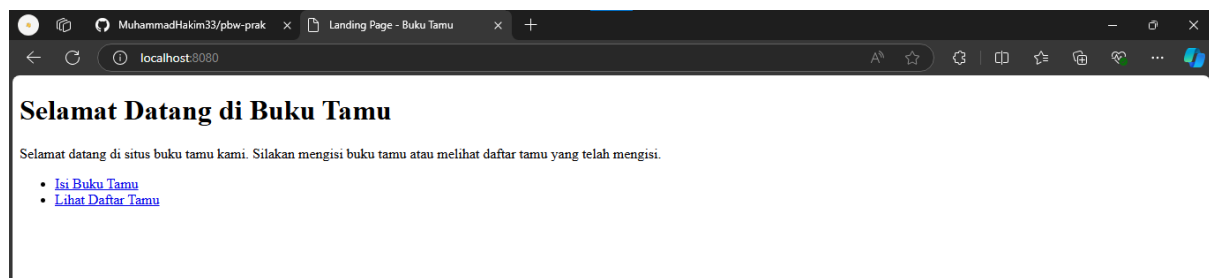 MuhammadHakim33/pbw-prak
Landing Page - Buku Tamu
localhost:8080
Selamat Datang di Buku Tamu
Selamat datang di situs buku tamu kami. Silakan mengisi buku tamu atau melihat daftar tamu yang telah mengisi.
Isi Buku Tamu
Lihat Daftar Tamu